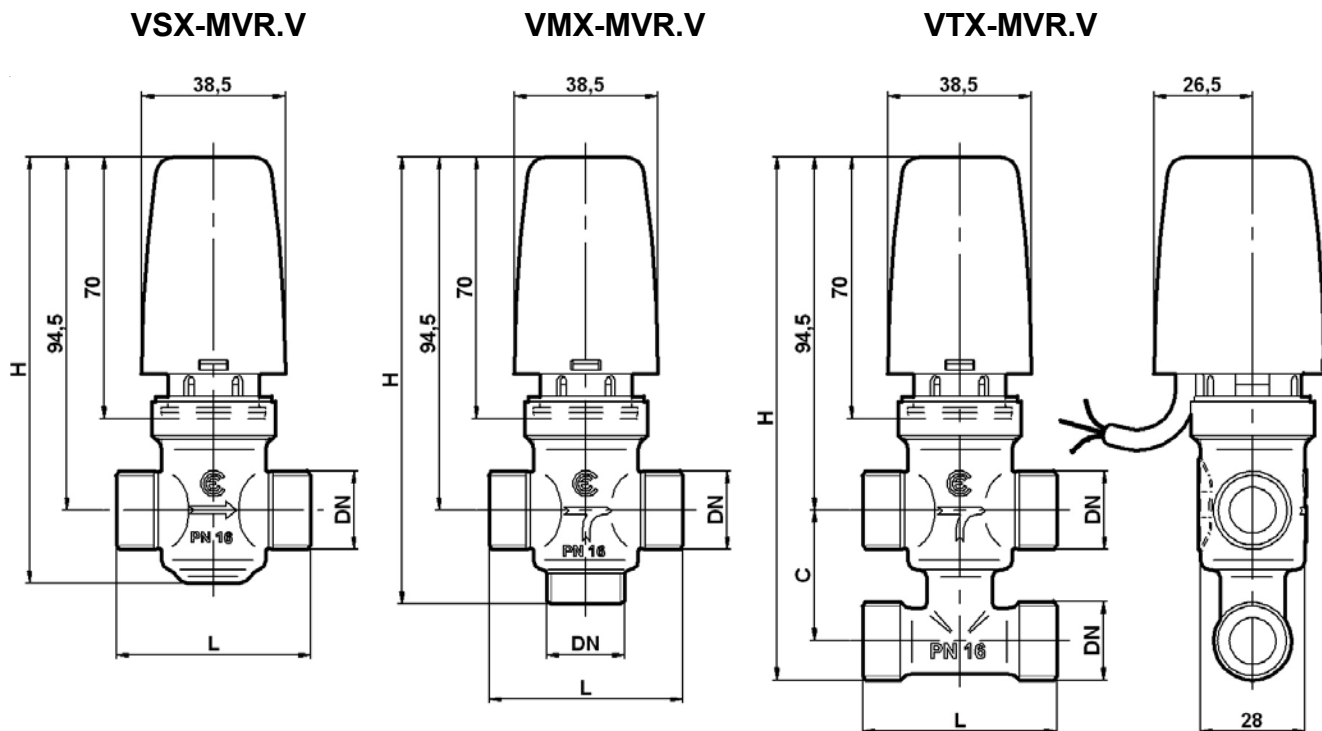 VSX-MVR.V
VMX-MVR.V
VTX-MVR.V
38,5
38,5
38,5
26,5
H
94,5
70
H
94,5
70
H
94,5
70
DN
DN
DN
PN 16
PN 16
C
DN
DN
PN 16
L
L
L
28